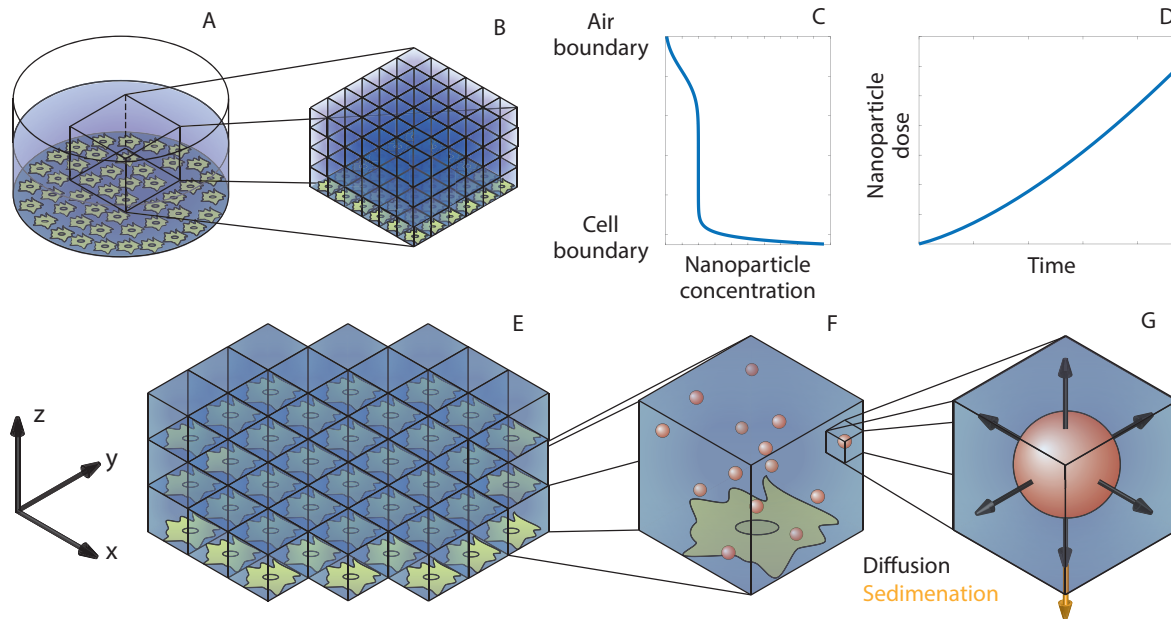 A
B
Air
boundary
C
Cell
boundary
Nanoparticle
concentration
D
Nanoparticle
dose
Time
E
F
G
z
y
x
Diffusion
Sedimenation